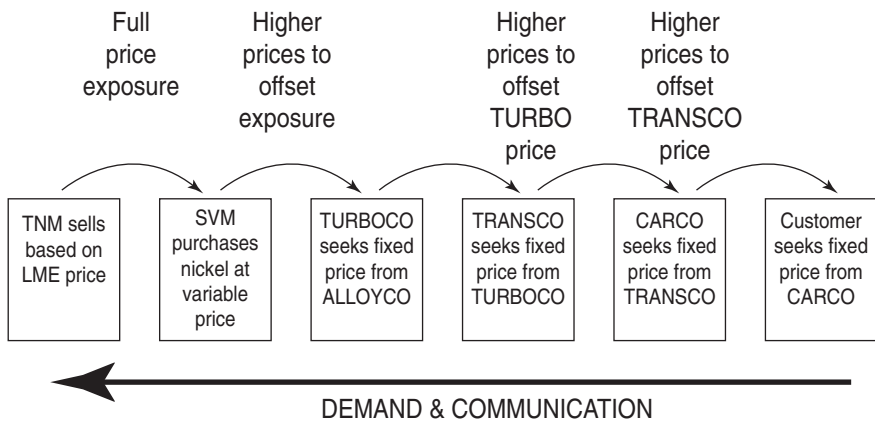 Full
price
exposure
Higher
prices to
offset
exposure
Higher
prices to
offset
TURBO
price
Higher
prices to
offset
TRANSCO
price
TNM sells
based on
LME price
SVM
purchases
nickel at
variable
price
TURBOCO
seeks fixed
price from
ALLOYCO
TRANSCO
seeks fixed
price from
TURBOCO
CARCO
seeks fixed
price from
TRANSCO
Customer
seeks fixed
price from
CARCO
DEMAND & COMMUNICATION